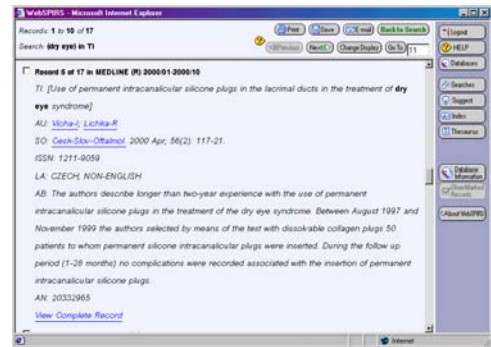 WebSPIRS - Microsoft Internet Explorer
Records: 1 to 10 of 17
Print Save E-mail Back to Search
Search: (dry eye) in TI
Previous Next Change Display Go To 11
Logout
HELP
Databases
Searches
Suggest
Index
Thesaurus
Database Information
Show Marked Records
About WebSPIRS
Record 6 of 17 in MEDLINE (R) 2000/01-2000/10
TI: [Use of permanent intracanalicular silicone plugs in the lacrimal ducts in the treatment of dry
eye syndrome]
AU: Vicha-I; Lichka-R
SO: Cesk-Slov-Oftalmol. 2000 Apr; 56(2): 117-21.
ISSN: 1211-9059
LA: CZECH; NON-ENGLISH
AB: The authors describe longer than two-year experience with the use of permanent
intracanalicular silicone plugs in the treatment of the dry eye syndrome. Between August 1997 and
November 1999 the authors selected by means of the test with dissolvable collagen plugs 50
patients to whom permanent silicone intracanalicular plugs were inserted. During the follow up
period (1-28 months) no complications were recorded associated with the insertion of permanent
intracanalicular silicone plugs.
AN: 20332965
View Complete Record
Internet